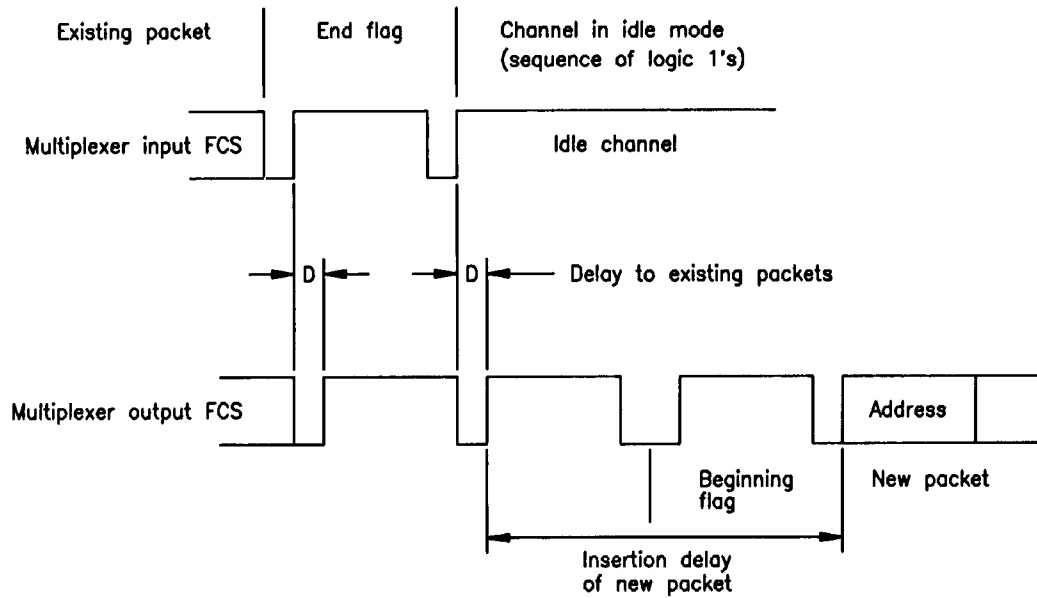 Existing packet
End flag
Channel in idle mode
(sequence of logic 1's)
Multiplexer input FCS
Idle channel
D
D
Delay to existing packets
Multiplexer output FCS
Address
Beginning
flag
New packet
Insertion delay
of new packet